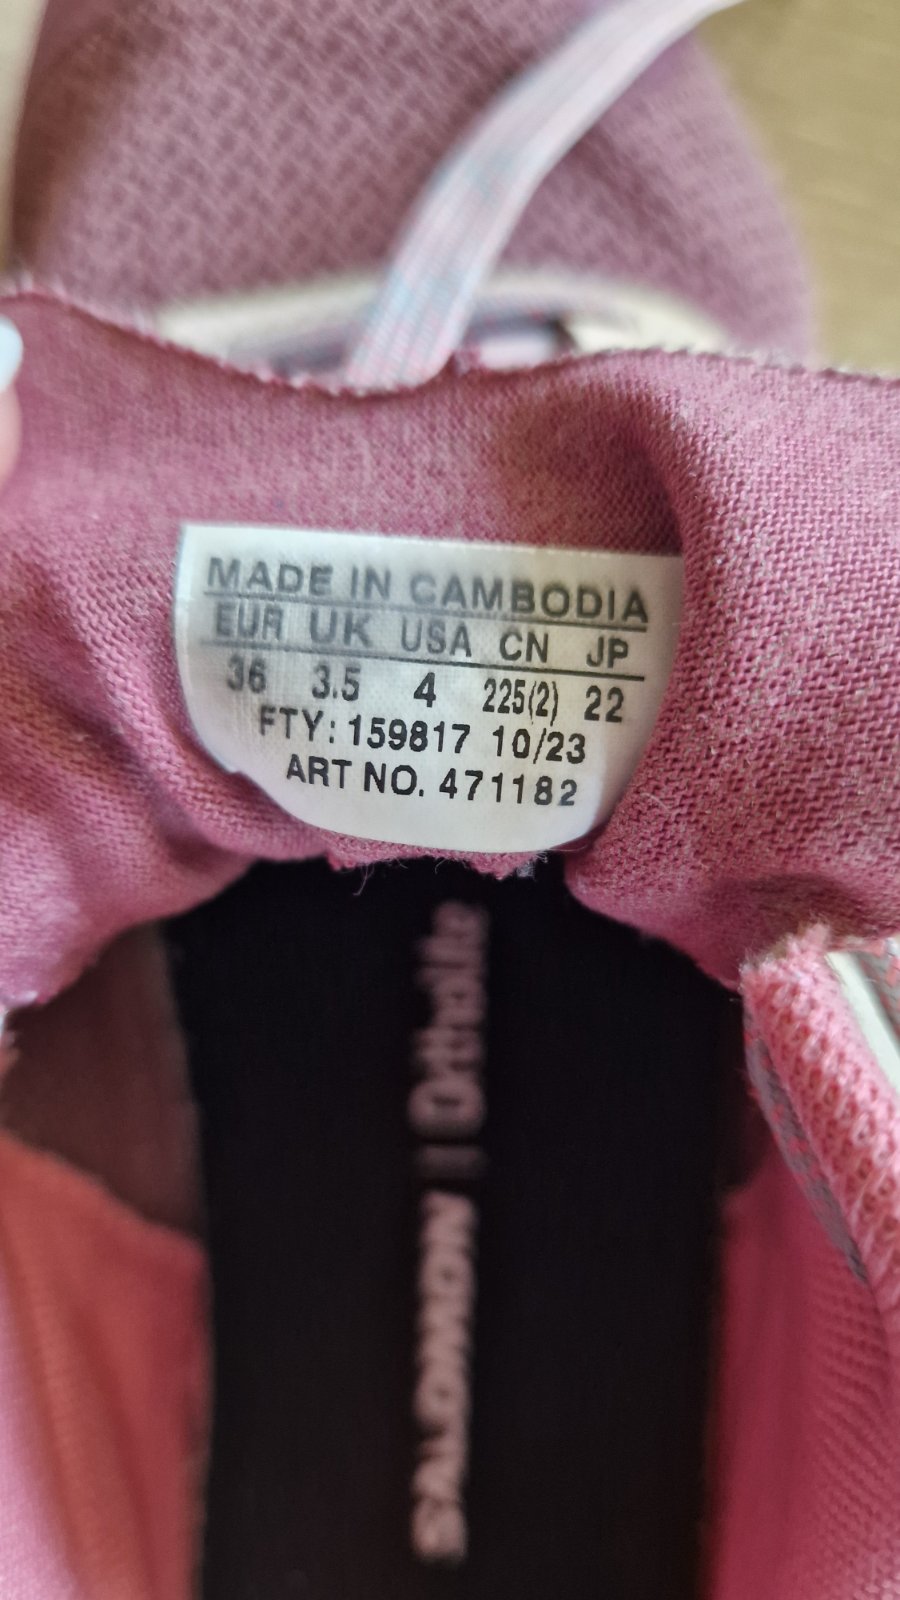 MADE IN CAMBODIA
EUR UK USA CN JP
36 3.5 4 225(2) 22
FTY: 159817 10/23
ART NO. 471182
SALOMON | Ortholite